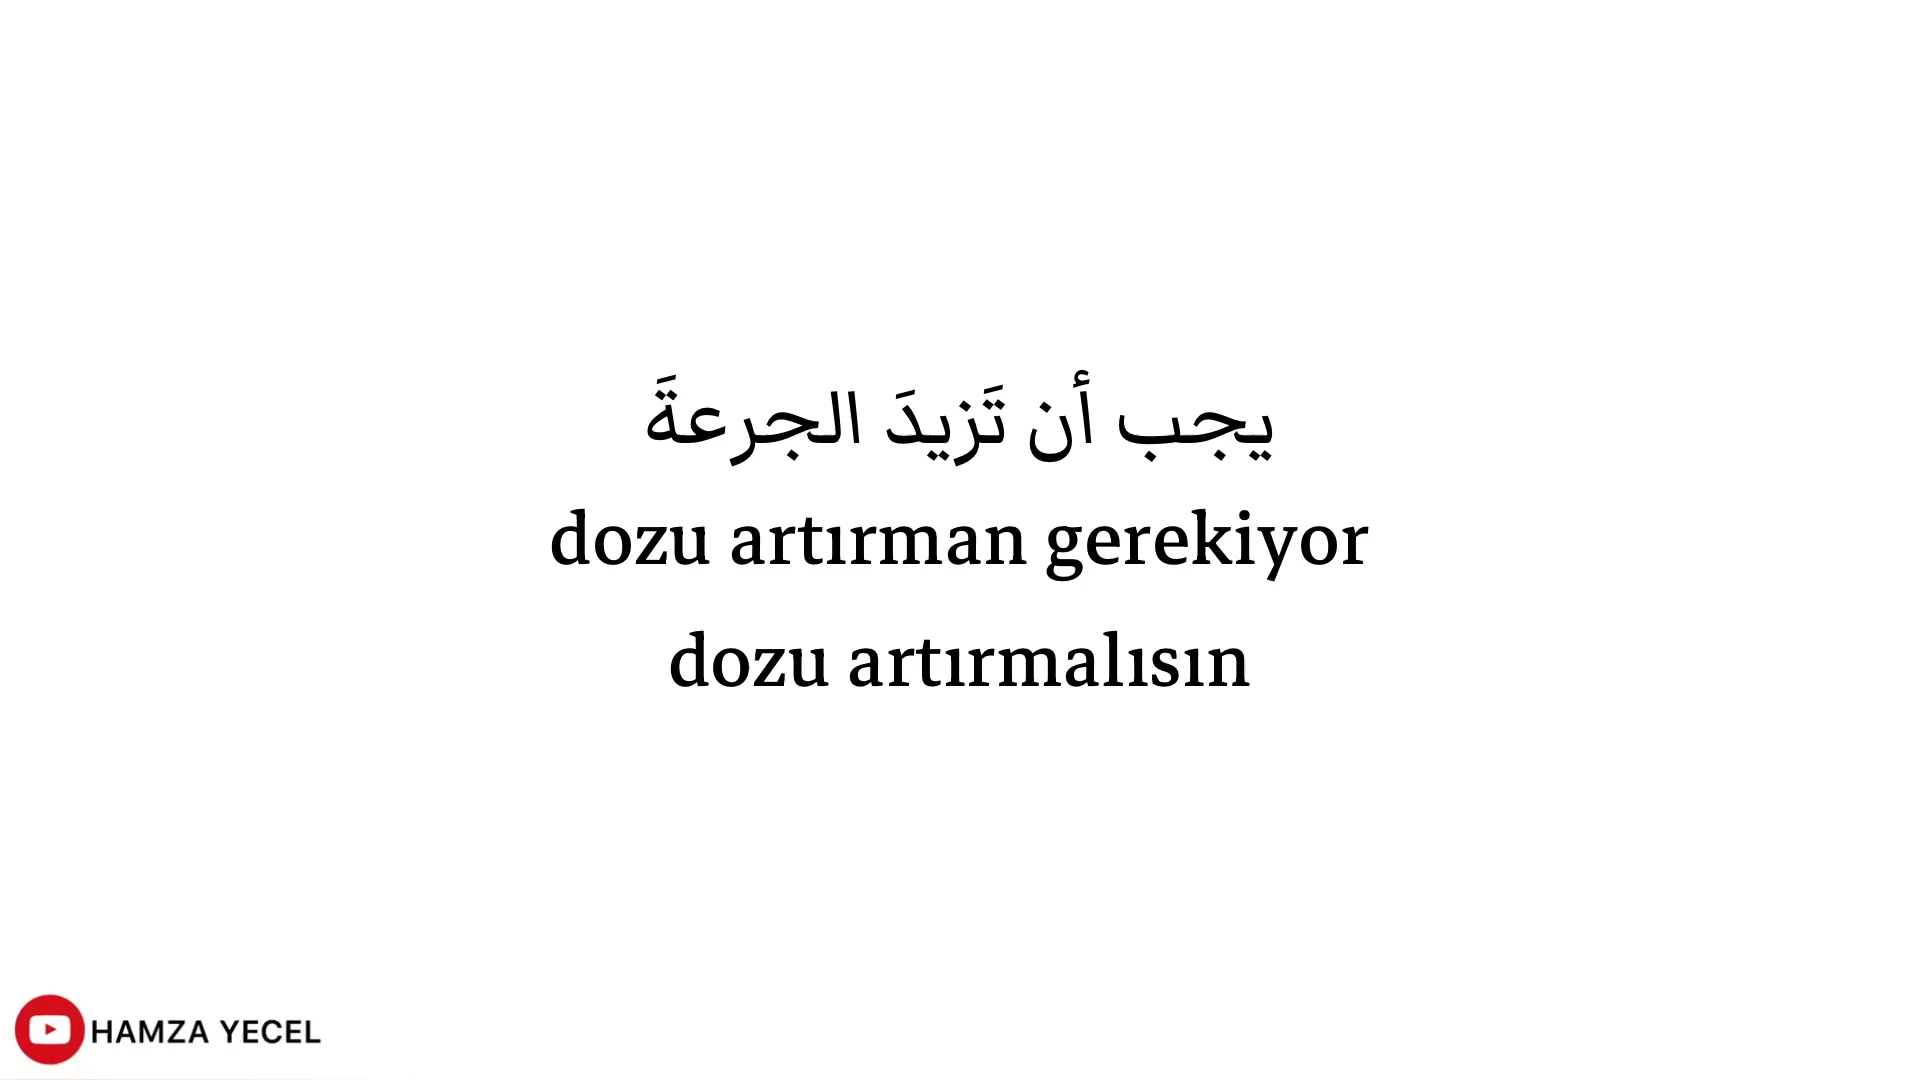 يجب أن تَزيدَ الجرعةَ
dozu artırman gerekiyor
dozu artırmalısın
HAMZA YECEL